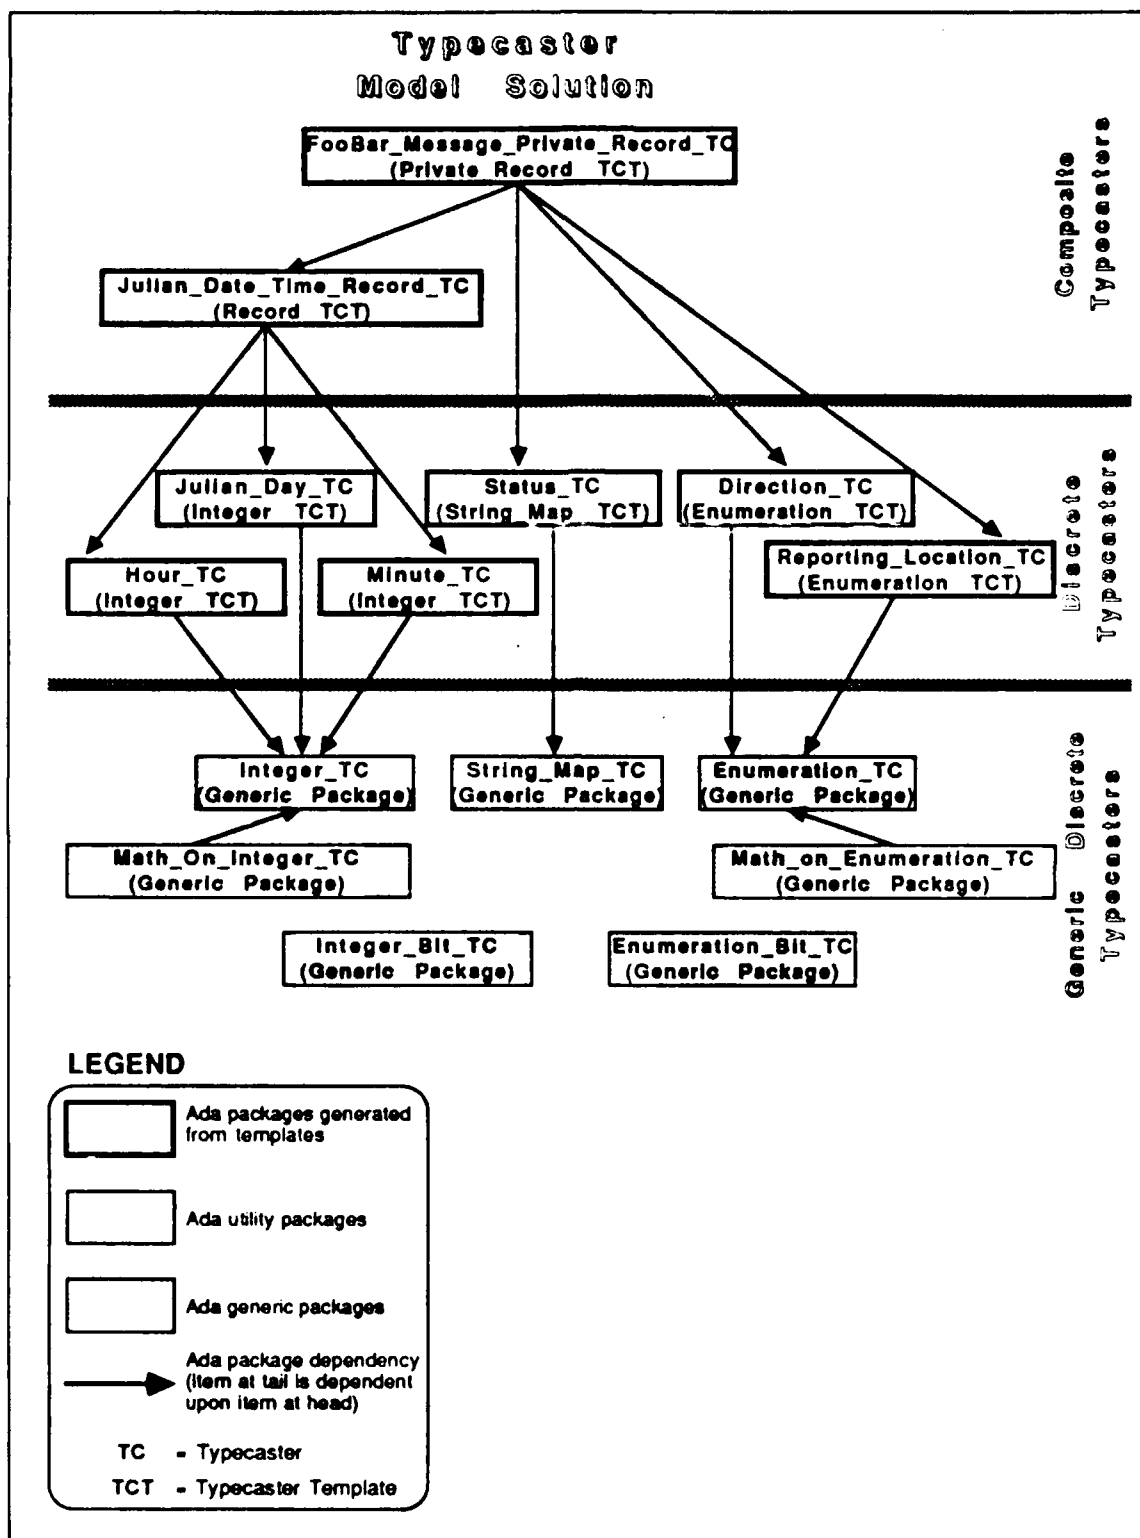 Typecaster
Model Solution
FooBar_Message_Private_Record_TC
(Private Record TCT)
Composite
Typecasters
Julian_Date_Time_Record_TC
(Record TCT)
Julian_Day_TC
(Integer TCT)
Status_TC
(String_Map TCT)
Direction_TC
(Enumeration TCT)
Discrete
Typecasters
Hour_TC
(Integer TCT)
Minute_TC
(Integer TCT)
Reporting_Location_TC
(Enumeration TCT)
Integer_TC
(Generic Package)
String_Map_TC
(Generic Package)
Enumeration_TC
(Generic Package)
Generic Discrete
Typecasters
Math_On_Integer_TC
(Generic Package)
Math_on_Enumeration_TC
(Generic Package)
Integer_Bit_TC
(Generic Package)
Enumeration_Bit_TC
(Generic Package)
LEGEND
Ada packages generated
from templates
Ada utility packages
Ada generic packages
Ada package dependency
(Item at tail is dependent
upon item at head)
TC - Typecaster
TCT - Typecaster Template